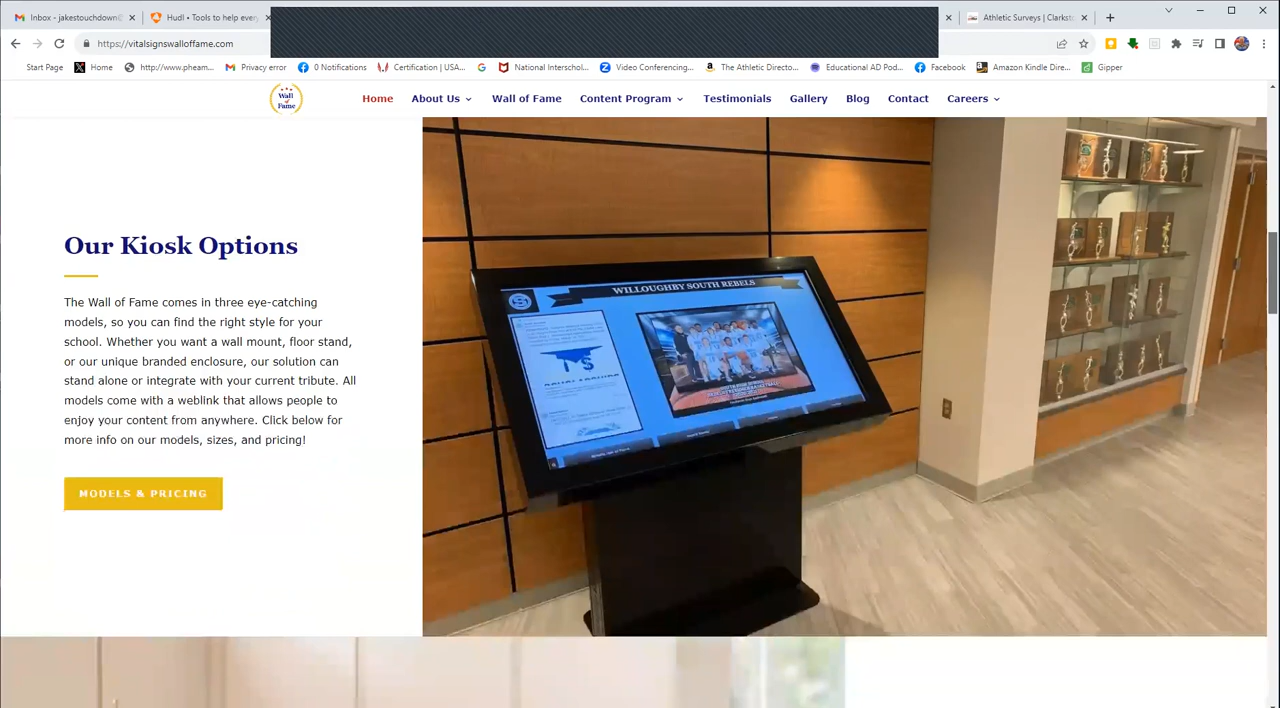 Inbox - jakestouchdown@
Hudl • Tools to help every
Athletic Surveys | Clarkst
https://vitalsignswalloffame.com
Start Page
Home
http://www.pheam...
Privacy error
0 Notifications
Certification | USA...
National Interschol...
Video Conferencing...
The Athletic Directo...
Educational AD Pod...
Facebook
Amazon Kindle Dire...
Gipper
Wall
of
Fame
Home
About Us
Wall of Fame
Content Program
Testimonials
Gallery
Blog
Contact
Careers
Our Kiosk Options
The Wall of Fame comes in three eye-catching
models, so you can find the right style for your
school. Whether you want a wall mount, floor stand,
or our unique branded enclosure, our solution can
stand alone or integrate with your current tribute. All
models come with a weblink that allows people to
enjoy your content from anywhere. Click below for
more info on our models, sizes, and pricing!
MODELS & PRICING
WILLOUGHBY SOUTH REBELS